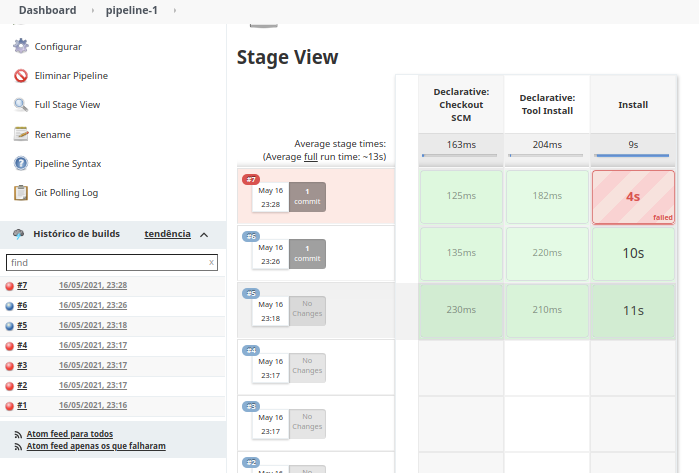 Dashboard
pipeline-1
Configurar
Eliminar Pipeline
Full Stage View
Rename
Pipeline Syntax
Git Polling Log
Histórico de builds
tendência
find
x
#7 16/05/2021, 23:28
#6 16/05/2021, 23:26
#5 16/05/2021, 23:18
#4 16/05/2021, 23:17
#3 16/05/2021, 23:17
#2 16/05/2021, 23:17
#1 16/05/2021, 23:16
Atom feed para todos
Atom feed apenas os que falharam
Stage View
Declarative:
Checkout
SCM
Declarative:
Tool Install
Install
Average stage times:
(Average full run time: ~13s)
163ms
204ms
9s
#7
May 16
23:28
1
commit
125ms
182ms
4s
failed
#6
May 16
23:26
1
commit
135ms
220ms
10s
#5
May 16
23:18
No
Changes
230ms
210ms
11s
#4
May 16
23:17
No
Changes
#3
May 16
23:17
No
Changes
#2
May 16
No